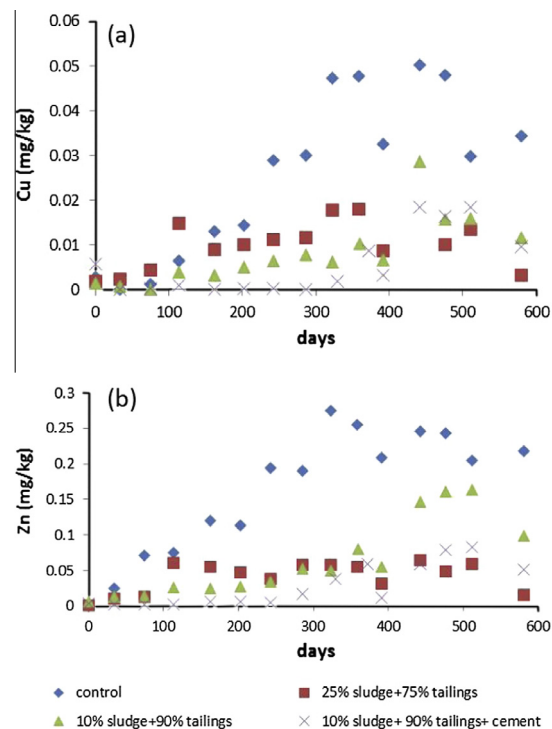 (a)
Cu (mg/kg)
0.06
0.05
0.04
0.03
0.02
0.01
0
0 100 200 300 400 500 600
days
(b)
Zn (mg/kg)
0.3
0.25
0.2
0.15
0.1
0.05
0
0 100 200 300 400 500 600
days
control
25% sludge+75% tailings
10% sludge+90% tailings
10% sludge+ 90% tailings+ cement